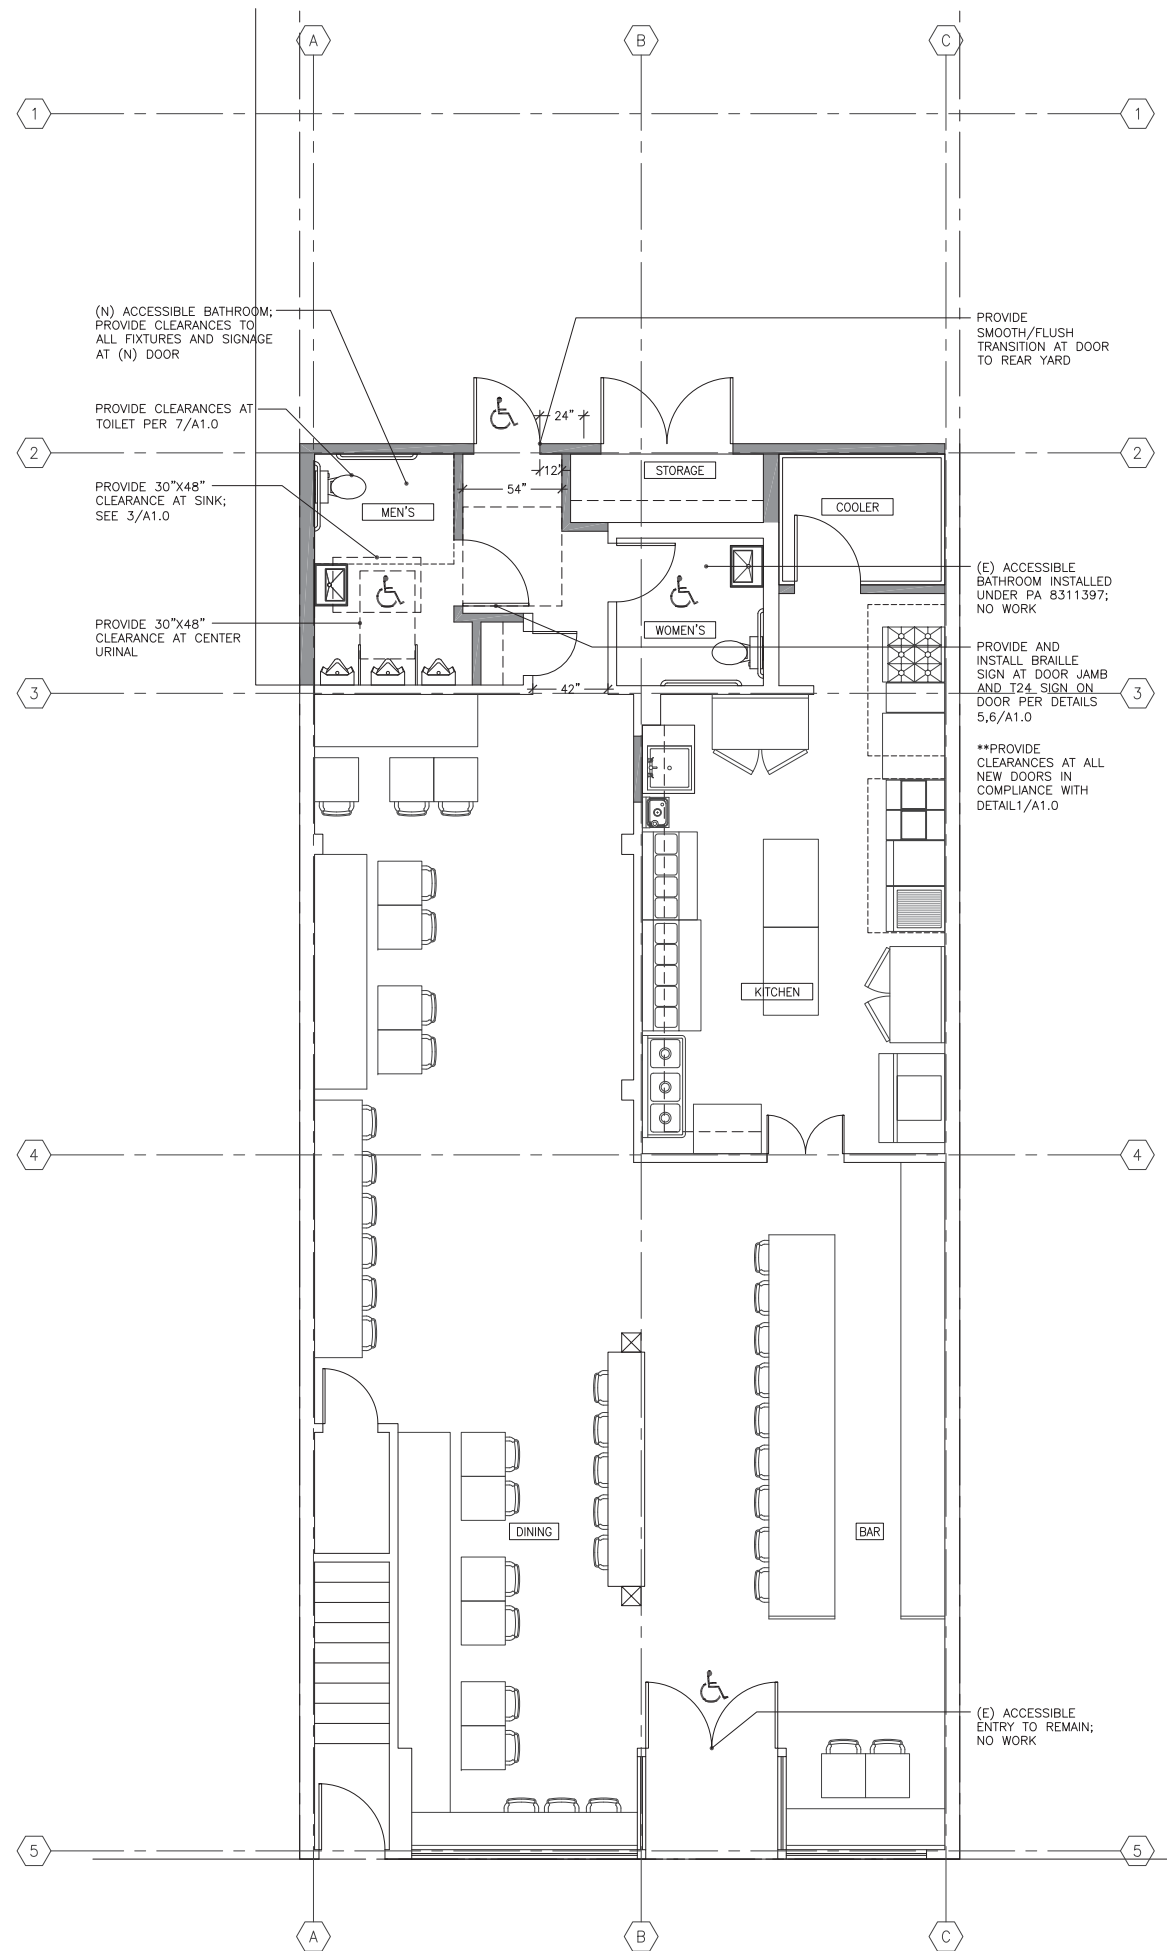 A
B
C
1
1
(N) ACCESSIBLE BATHROOM;
PROVIDE CLEARANCES TO
ALL FIXTURES AND SIGNAGE
AT (N) DOOR
PROVIDE
SMOOTH/FLUSH
TRANSITION AT DOOR
TO REAR YARD
PROVIDE CLEARANCES AT
TOILET PER 7/A1.0
24"
2
2
12"
STORAGE
PROVIDE 30"X48"
CLEARANCE AT SINK;
SEE 3/A1.0
54"
MEN'S
COOLER
(E) ACCESSIBLE
BATHROOM INSTALLED
UNDER PA 8311397;
NO WORK
PROVIDE 30"X48"
CLEARANCE AT CENTER
URINAL
WOMEN'S
PROVIDE AND
INSTALL BRAILLE
SIGN AT DOOR JAMB
AND T24 SIGN ON
DOOR PER DETAILS
5,6/A1.0
3
42"
3
**PROVIDE
CLEARANCES AT ALL
NEW DOORS IN
COMPLIANCE WITH
DETAIL1/A1.0
KITCHEN
4
4
DINING
BAR
(E) ACCESSIBLE
ENTRY TO REMAIN;
NO WORK
5
5
A
B
C